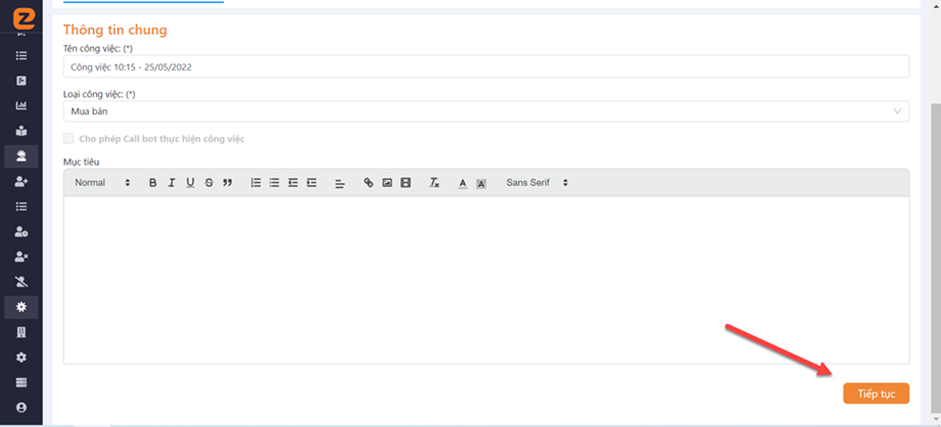 Thông tin chung
Tên công việc: (*)
Công việc 10:15 - 25/05/2022
Loại công việc: (*)
Mua bán
Cho phép Call bot thực hiện công việc
Mục tiêu
Normal B I U S Sans Serif
Tiếp tục